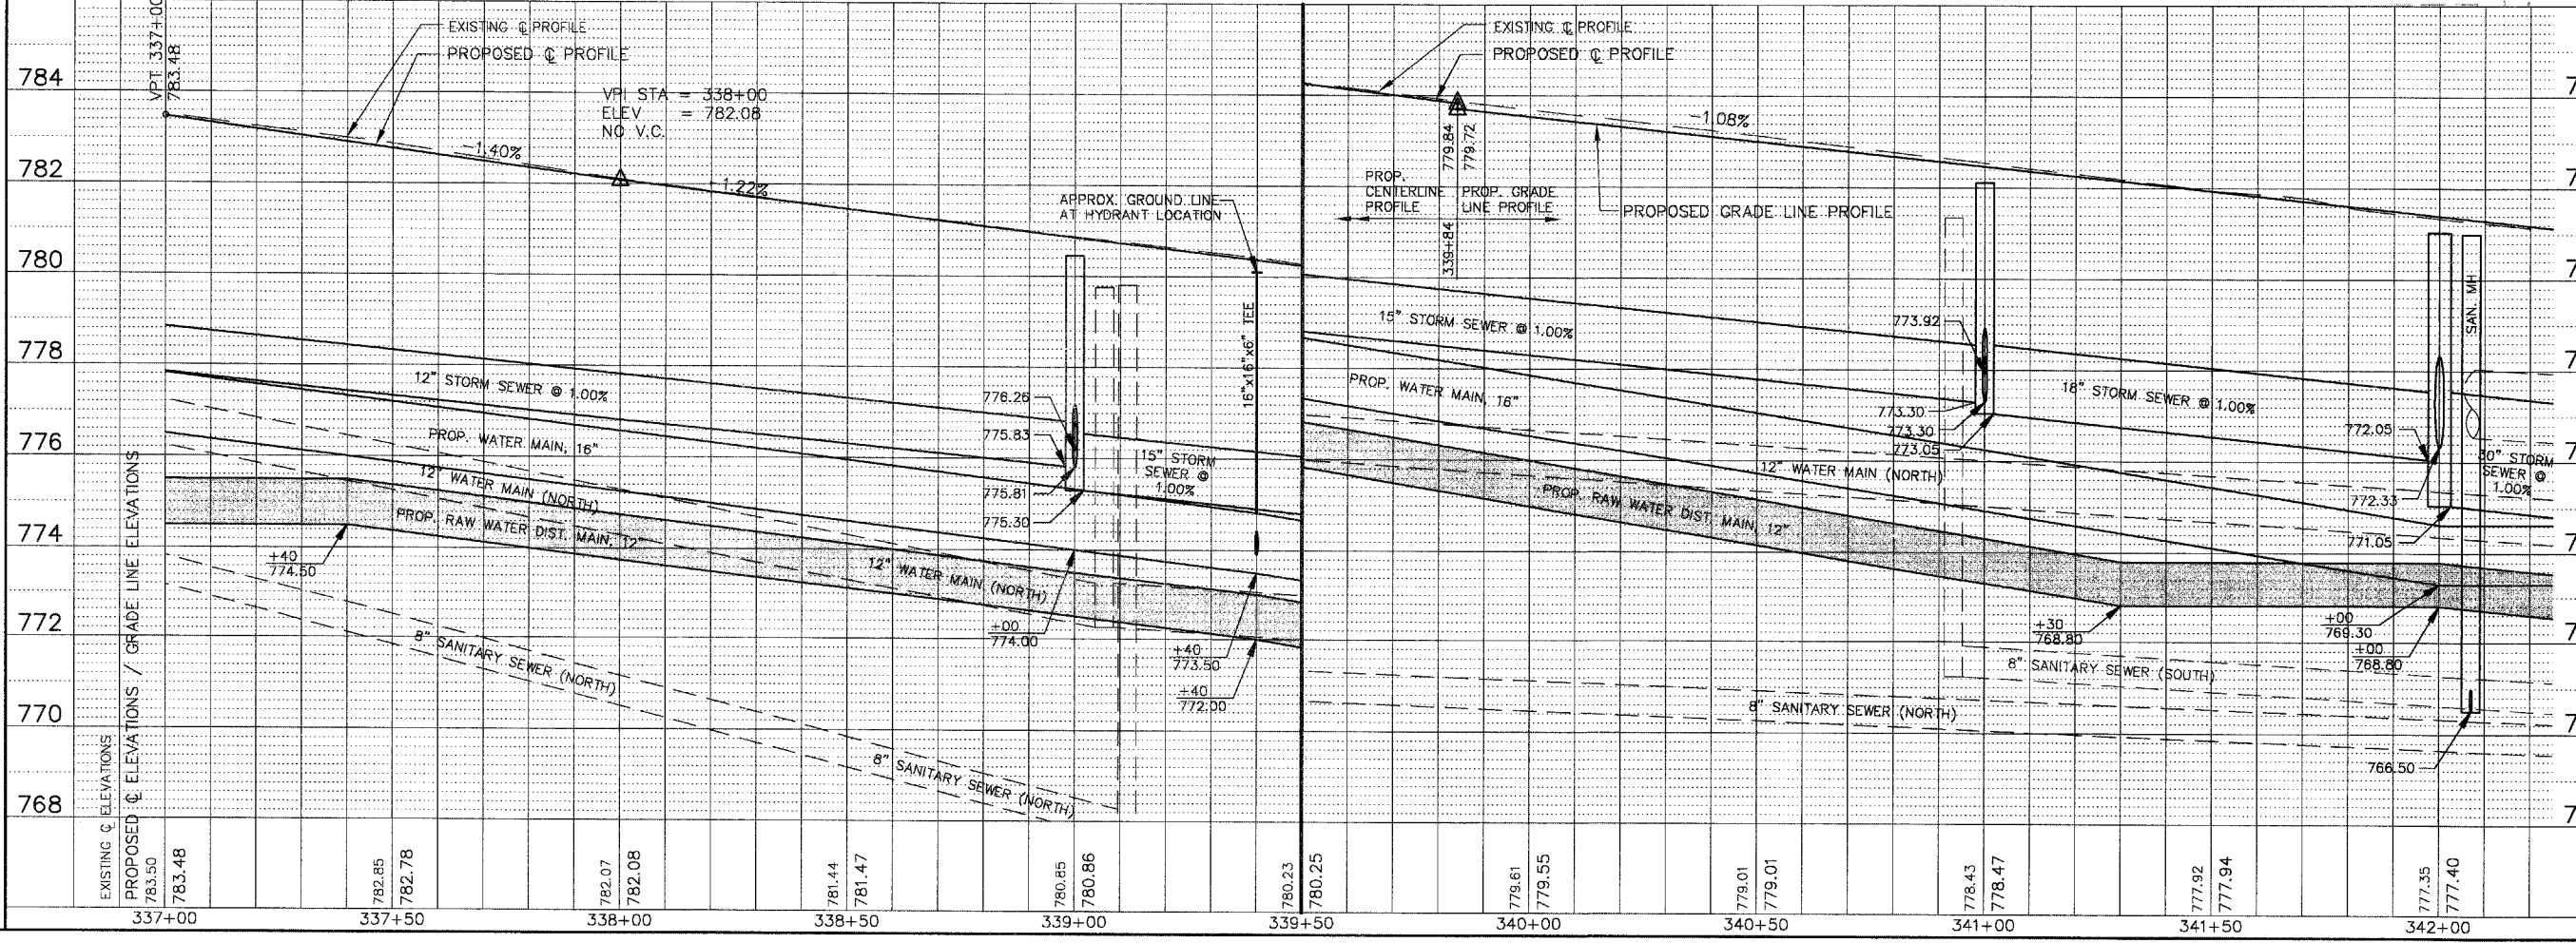 VPT 337+00
783.48
EXISTING ℄ PROFILE
PROPOSED ℄ PROFILE
VPI STA = 338+00
ELEV = 782.08
NO V.C.
-1.40%
-1.22%
784
782
780
778
776
774
772
770
768
APPROX. GROUND LINE
AT HYDRANT LOCATION
16"x16"x6" TEE
12" STORM SEWER @ 1.00%
PROP. WATER MAIN, 16"
12" WATER MAIN (NORTH)
PROP. RAW WATER DIST. MAIN, 12"
12" WATER MAIN (NORTH)
+40
774.50
8" SANITARY SEWER (NORTH)
8" SANITARY SEWER (NORTH)
776.26
775.83
775.81
775.30
15" STORM
SEWER @
1.00%
+00
774.00
+40
773.50
+40
772.00
EXISTING ℄ PROFILE
PROPOSED ℄ PROFILE
-1.08%
779.84
779.72
339+84
PROP.
CENTERLINE
PROFILE
PROP. GRADE
LINE PROFILE
PROPOSED GRADE LINE PROFILE
15" STORM SEWER @ 1.00%
PROP. WATER MAIN, 16"
12" WATER MAIN (NORTH)
PROP. RAW WATER DIST. MAIN, 12"
773.92
773.30
773.30
773.05
18" STORM SEWER @ 1.00%
772.05
772.33
771.05
SAN. MH
30" STORM
SEWER @
1.00%
+30
768.80
+00
769.30
+00
768.80
8" SANITARY SEWER (SOUTH)
8" SANITARY SEWER (NORTH)
766.50
EXISTING ℄ ELEVATIONS
PROPOSED ℄ ELEVATIONS / GRADE LINE ELEVATIONS
783.50
783.48
782.85
782.78
782.07
782.08
781.44
781.47
780.85
780.86
780.23
780.25
779.61
779.55
779.01
779.01
778.43
778.47
777.92
777.94
777.35
777.40
337+00
337+50
338+00
338+50
339+00
339+50
340+00
340+50
341+00
341+50
342+00